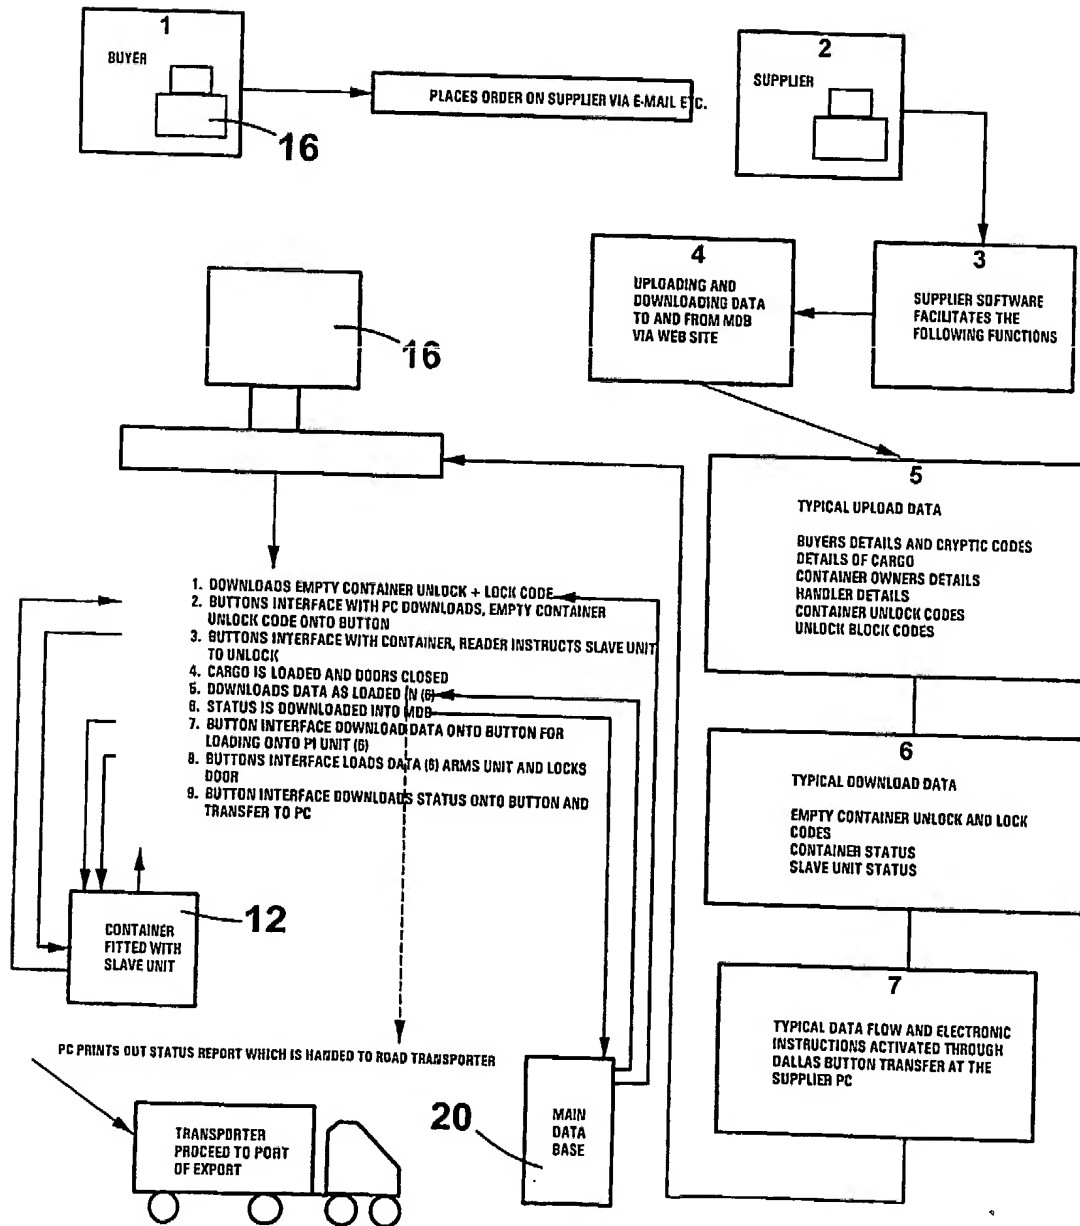 1
BUYER
16
PLACES ORDER ON SUPPLIER VIA E-MAIL ETC.
2
SUPPLIER
3
SUPPLIER SOFTWARE
FACILITATES THE
FOLLOWING FUNCTIONS
4
UPLOADING AND
DOWNLOADING DATA
TO AND FROM MDB
VIA WEB SITE
16
5
TYPICAL UPLOAD DATA
BUYERS DETAILS AND CRYPTIC CODES
DETAILS OF CARGO
CONTAINER OWNERS DETAILS
HANDLER DETAILS
CONTAINER UNLOCK CODES
UNLOCK BLOCK CODES
1. DOWNLOADS EMPTY CONTAINER UNLOCK + LOCK CODE
2. BUTTONS INTERFACE WITH PC DOWNLOADS, EMPTY CONTAINER
UNLOCK CODE ONTO BUTTON
3. BUTTONS INTERFACE WITH CONTAINER, READER INSTRUCTS SLAVE UNIT
TO UNLOCK
4. CARGO IS LOADED AND DOORS CLOSED
5. DOWNLOADS DATA AS LOADED IN (6)
6. STATUS IS DOWNLOADED INTO MDB
7. BUTTON INTERFACE DOWNLOAD DATA ONTO BUTTON FOR
LOADING ONTO P1 UNIT (6)
8. BUTTONS INTERFACE LOADS DATA (6) ARMS UNIT AND LOCKS
DOOR
9. BUTTON INTERFACE DOWNLOADS STATUS ONTO BUTTON AND
TRANSFER TO PC
6
TYPICAL DOWNLOAD DATA
EMPTY CONTAINER UNLOCK AND LOCK
CODES
CONTAINER STATUS
SLAVE UNIT STATUS
CONTAINER
FITTED WITH
SLAVE UNIT
12
7
TYPICAL DATA FLOW AND ELECTRONIC
INSTRUCTIONS ACTIVATED THROUGH
DALLAS BUTTON TRANSFER AT THE
SUPPLIER PC
PC PRINTS OUT STATUS REPORT WHICH IS HANDED TO ROAD TRANSPORTER
TRANSPORTER
PROCEED TO PORT
OF EXPORT
20
MAIN
DATA
BASE